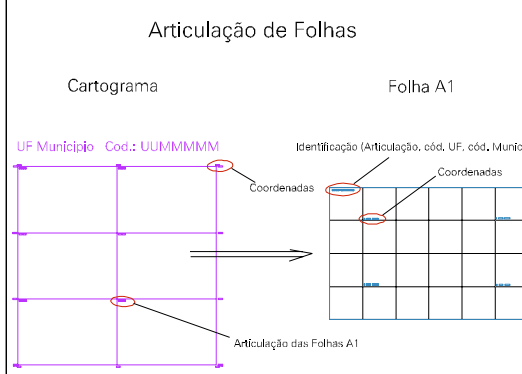 Articulação de Folhas
Cartograma
Folha A1
UF Municipio Cod.: UUMMMMM
Identificação (Articulação, cód. UF, cód. Munic
Coordenadas
Coordenadas
Articulação das Folhas A1